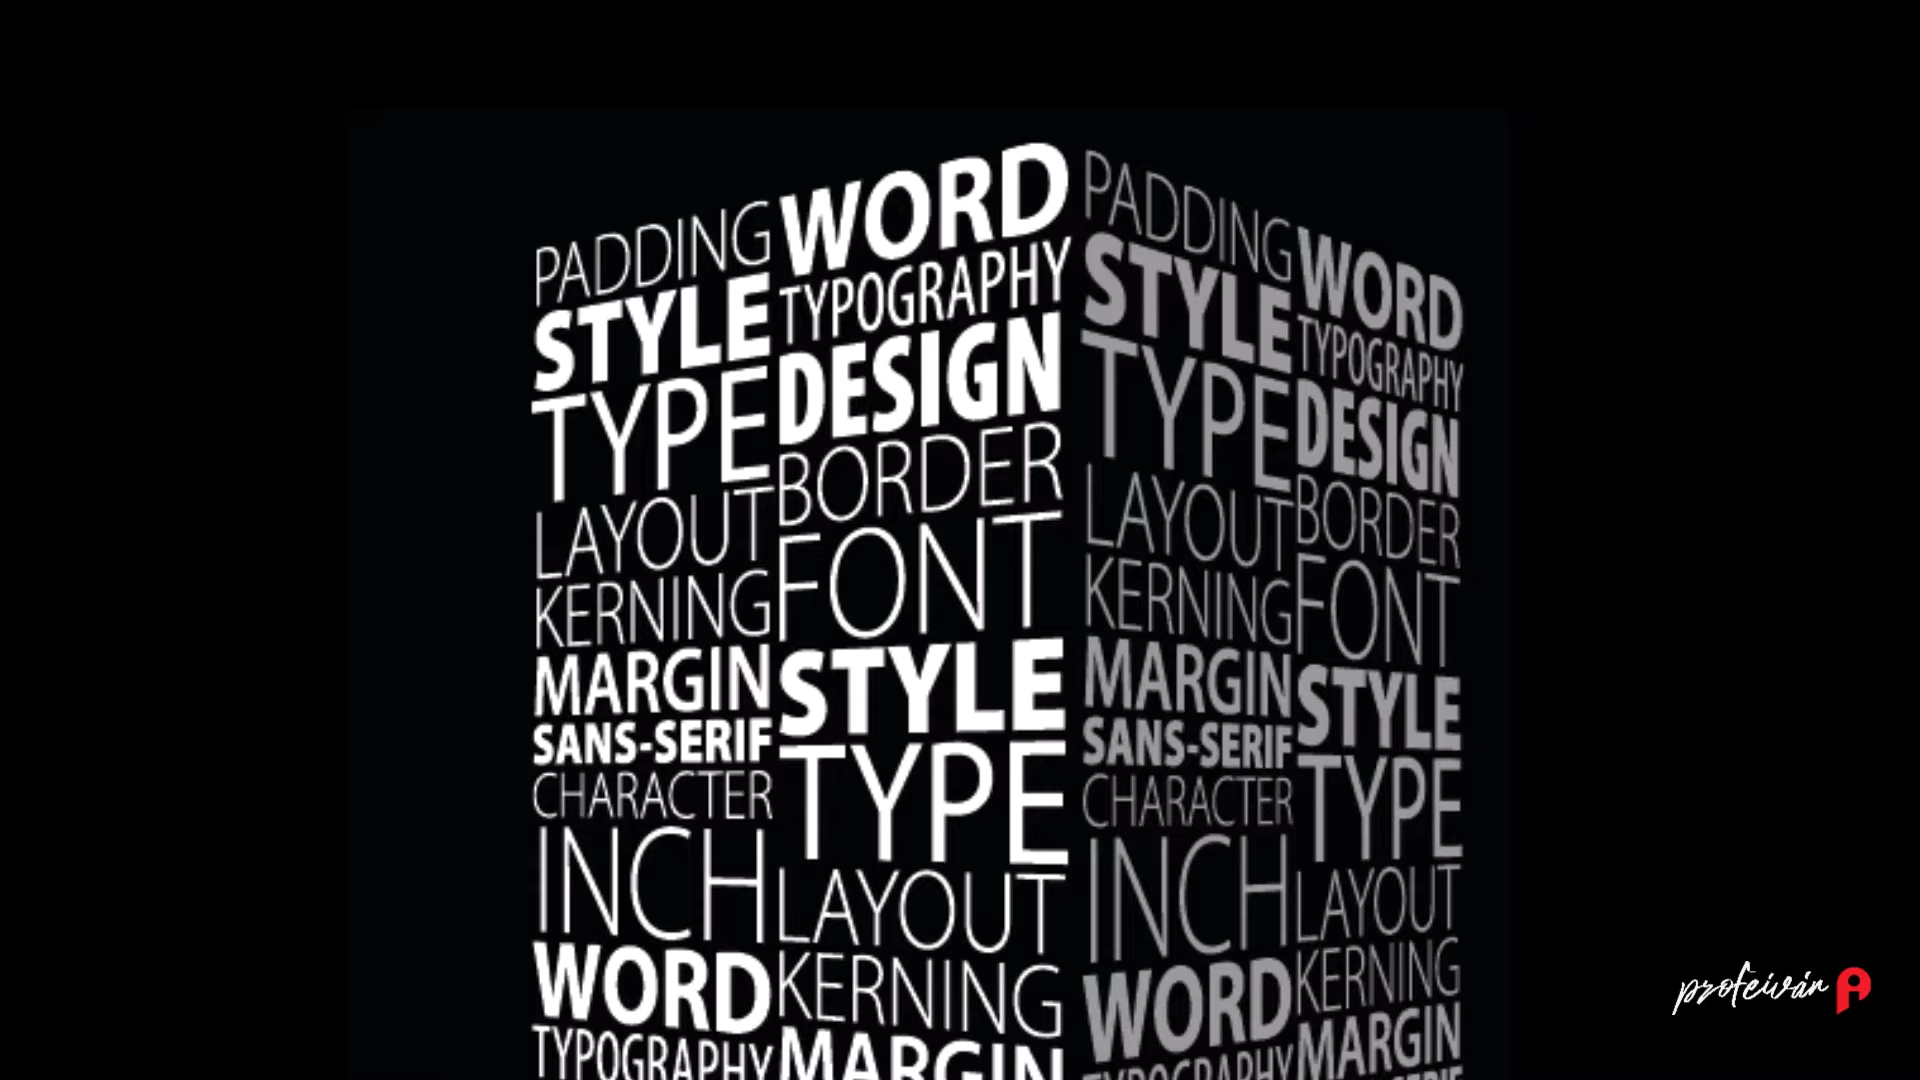 PADDING
STYLE
TYPE
LAYOUT
KERNING
MARGIN
SANS-SERIF
CHARACTER
INCH
WORD
TYPOGRAPHY
WORD
TYPOGRAPHY
DESIGN
BORDER
FONT
STYLE
TYPE
LAYOUT
KERNING
MARGIN
PADDING
STYLE
TYPE
LAYOUT
KERNING
MARGIN
SANS-SERIF
CHARACTER
INCH
WORD
TYPOGRAPHY
WORD
TYPOGRAPHY
DESIGN
BORDER
FONT
STYLE
TYPE
LAYOUT
KERNING
MARGIN
profeiván